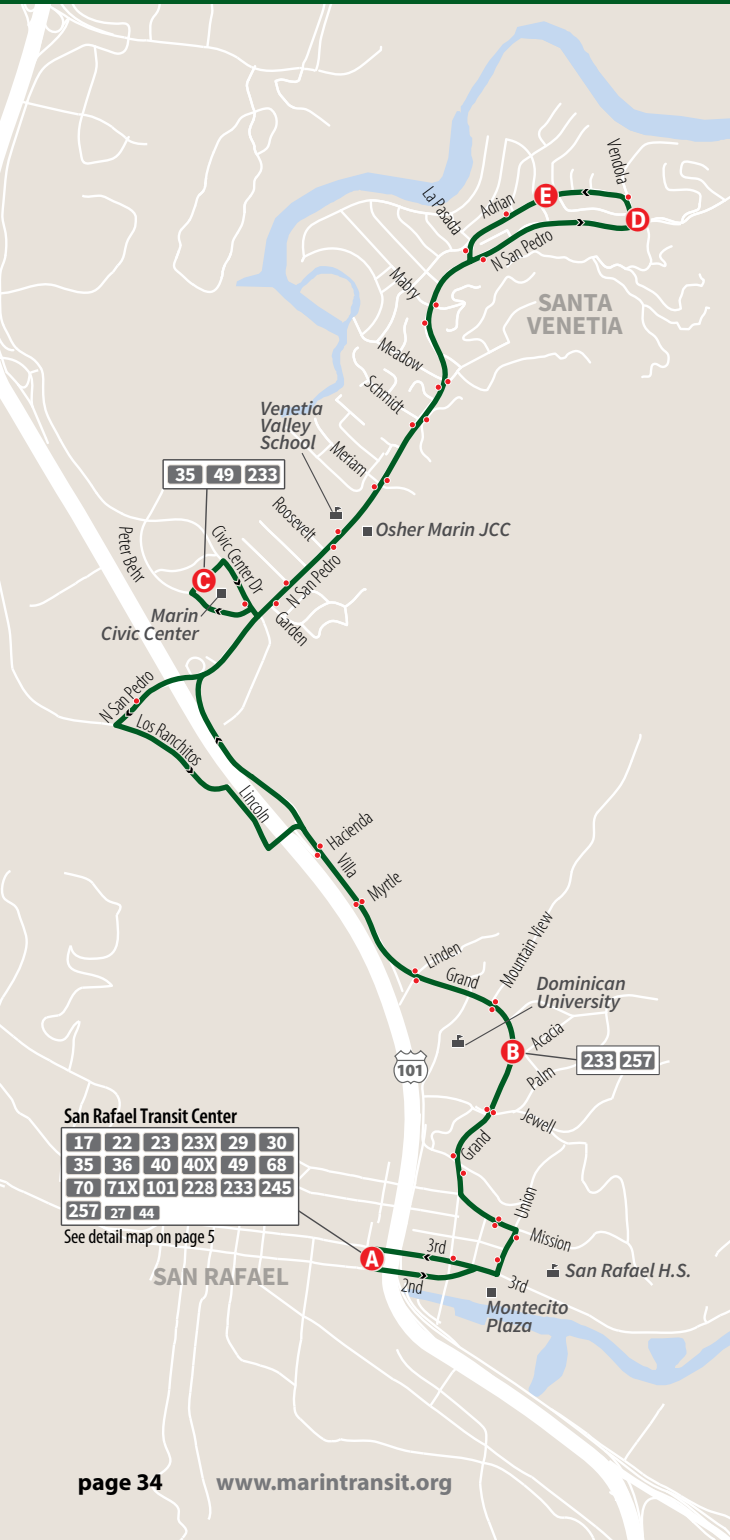 Vendola
E
La Pasada
Adrian
D
N San Pedro
Mabry
SANTA
VENETIA
Meadow
Schmidt
Venetia
Valley
School
Meriam
35 49 233
Roosevelt
Osher Marin JCC
Peter Behr
Civic Center Dr
N San Pedro
C
Marin
Civic Center
Garden
N San Pedro
Los Ranchitos
Lincoln
Hacienda
Villa
Myrtle
Linden
Grand
Mountain View
Dominican
University
Acacia
B
233 257
101
Palm
Jewell
Grand
San Rafael Transit Center
17 22 23 23X 29 30
35 36 40 40X 49 68
70 71X 101 228 233 245
257 27 44
See detail map on page 5
Union
Mission
3rd
A
SAN RAFAEL
2nd
3rd
San Rafael H.S.
Montecito
Plaza
page 34 www.marintransit.org